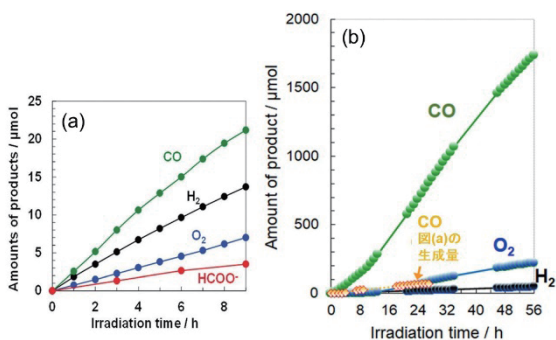 (a)
Amounts of products / μmol
25
20
15
10
5
0
CO
H₂
O₂
HCOO⁻
0
2
4
6
8
Irradiation time / h
(b)
Amount of product / μmol
2000
1500
1000
500
0
CO
CO
図(a)の
生成量
O₂
H₂
0
8
16
24
32
40
48
56
Irradiation time / h